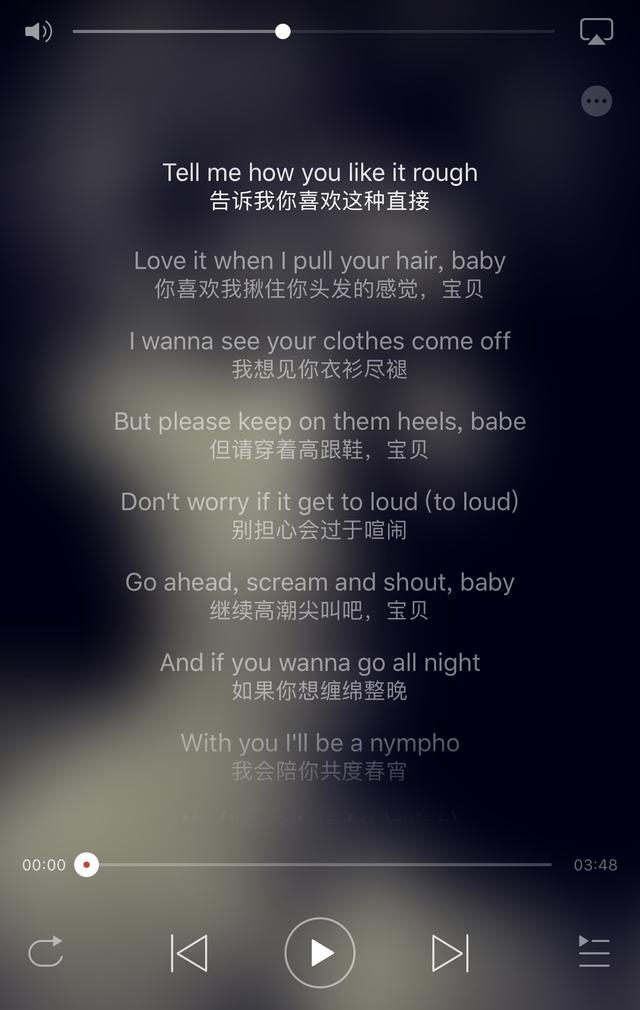 Tell me how you like it rough
告诉我你喜欢这种直接
Love it when I pull your hair, baby
你喜欢我揪住你头发的感觉，宝贝
I wanna see your clothes come off
我想见你衣衫尽褪
But please keep on them heels, babe
但请穿着高跟鞋，宝贝
Don't worry if it get to loud (to loud)
别担心会过于喧闹
Go ahead, scream and shout, baby
继续高潮尖叫吧，宝贝
And if you wanna go all night
如果你想缠绵整晚
With you I'll be a nympho
我会陪你共度春宵
00:00
03:48